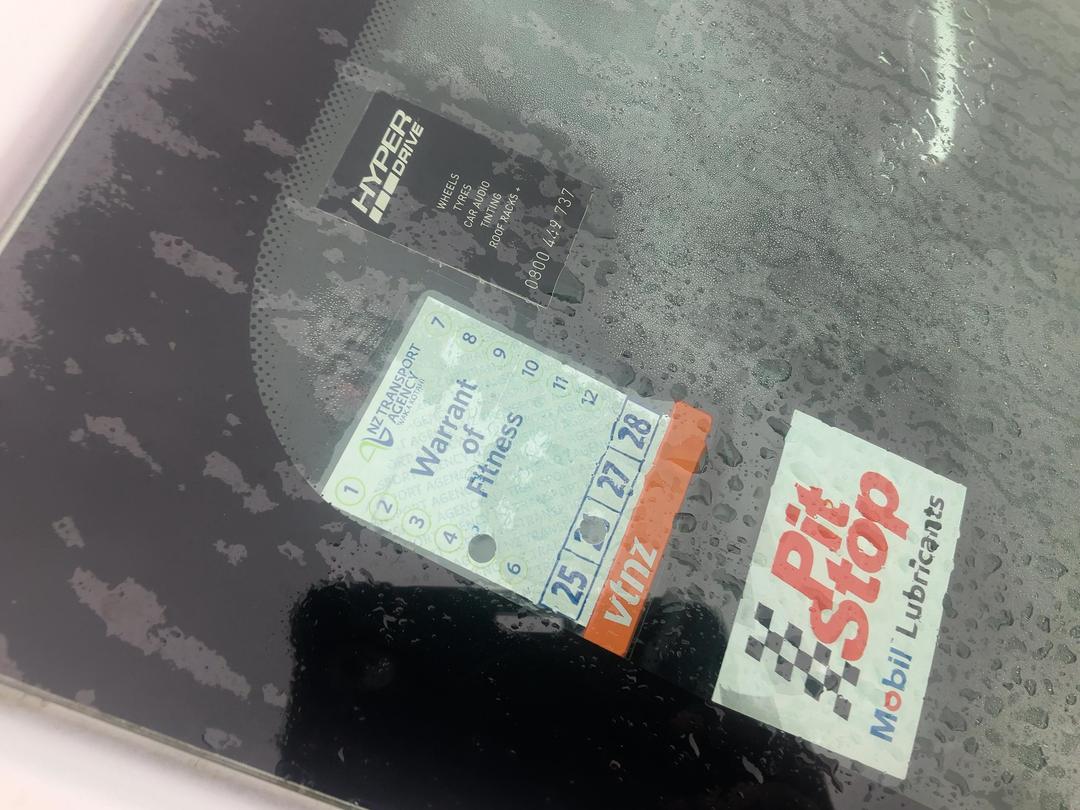 HYPER
DRIVE
WHEELS
TYRES
CAR AUDIO
TINTING
ROOF RACKS +
0800 449 737
NZ TRANSPORT
AGENCY
WAKA KOTAHI
Warrant
of
Fitness
1
2
3
4
6
7
8
9
10
11
12
25
27
28
vtnz
Pit
Stop
Mobil Lubricants